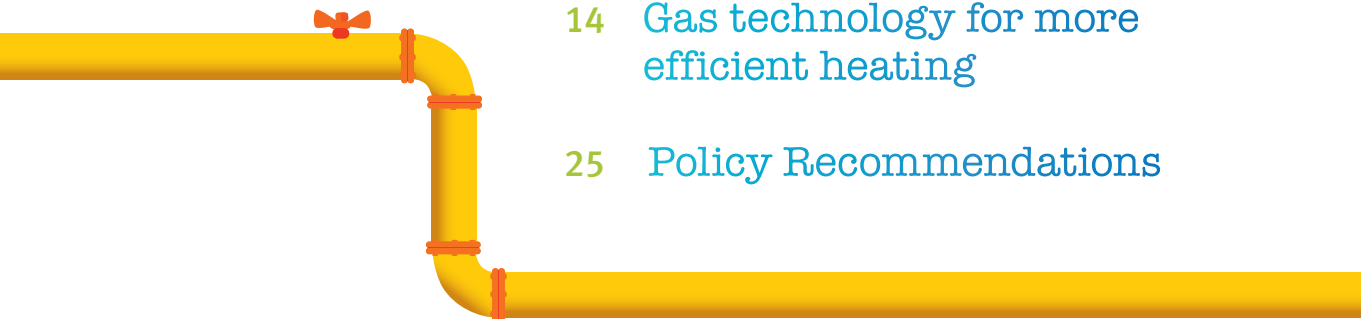 14 Gas technology for more
efficient heating
25 Policy Recommendations